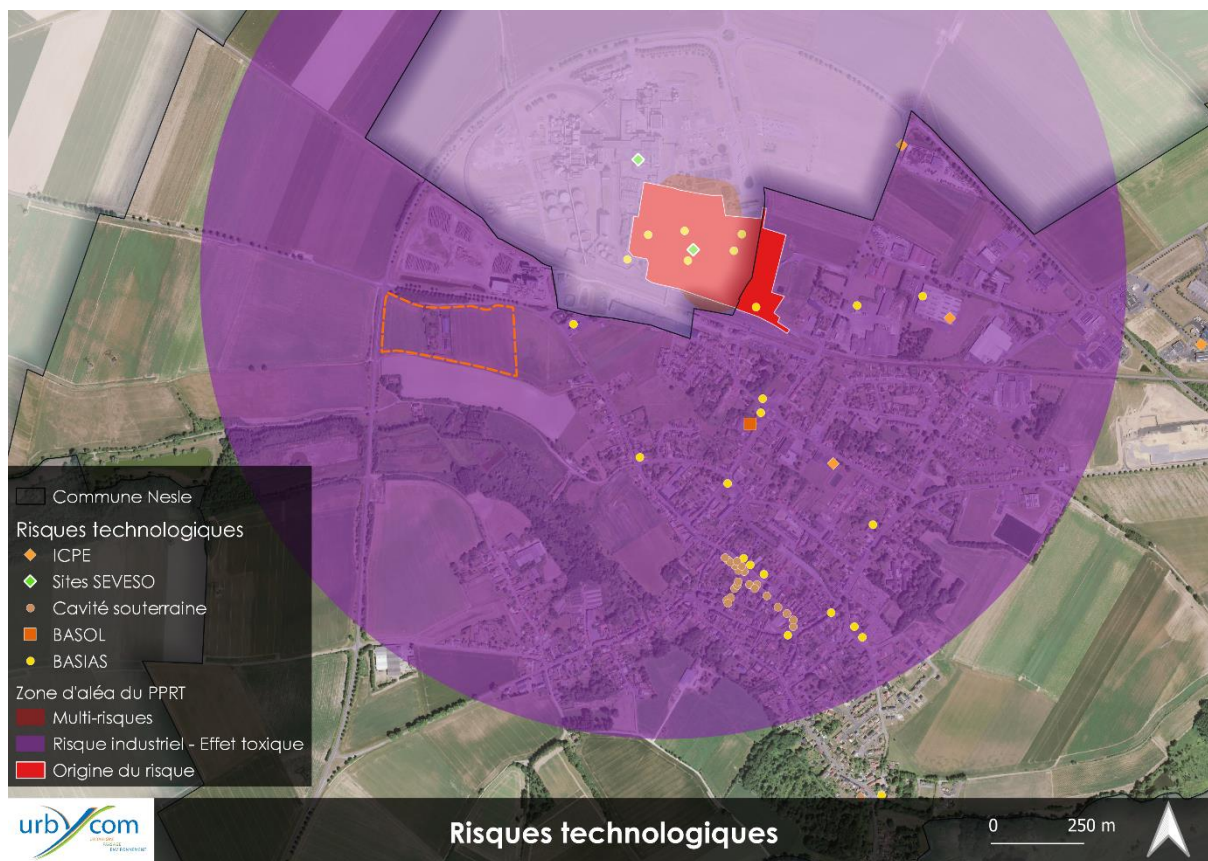 Commune Nesle
Risques technologiques
ICPE
Sites SEVESO
Cavité souterraine
BASOL
BASIAS
Zone d'aléa du PPRT
Multi-risques
Risque industriel - Effet toxique
Origine du risque
urbycom
ENVIRONNEMENT
Risques technologiques
0 250 m